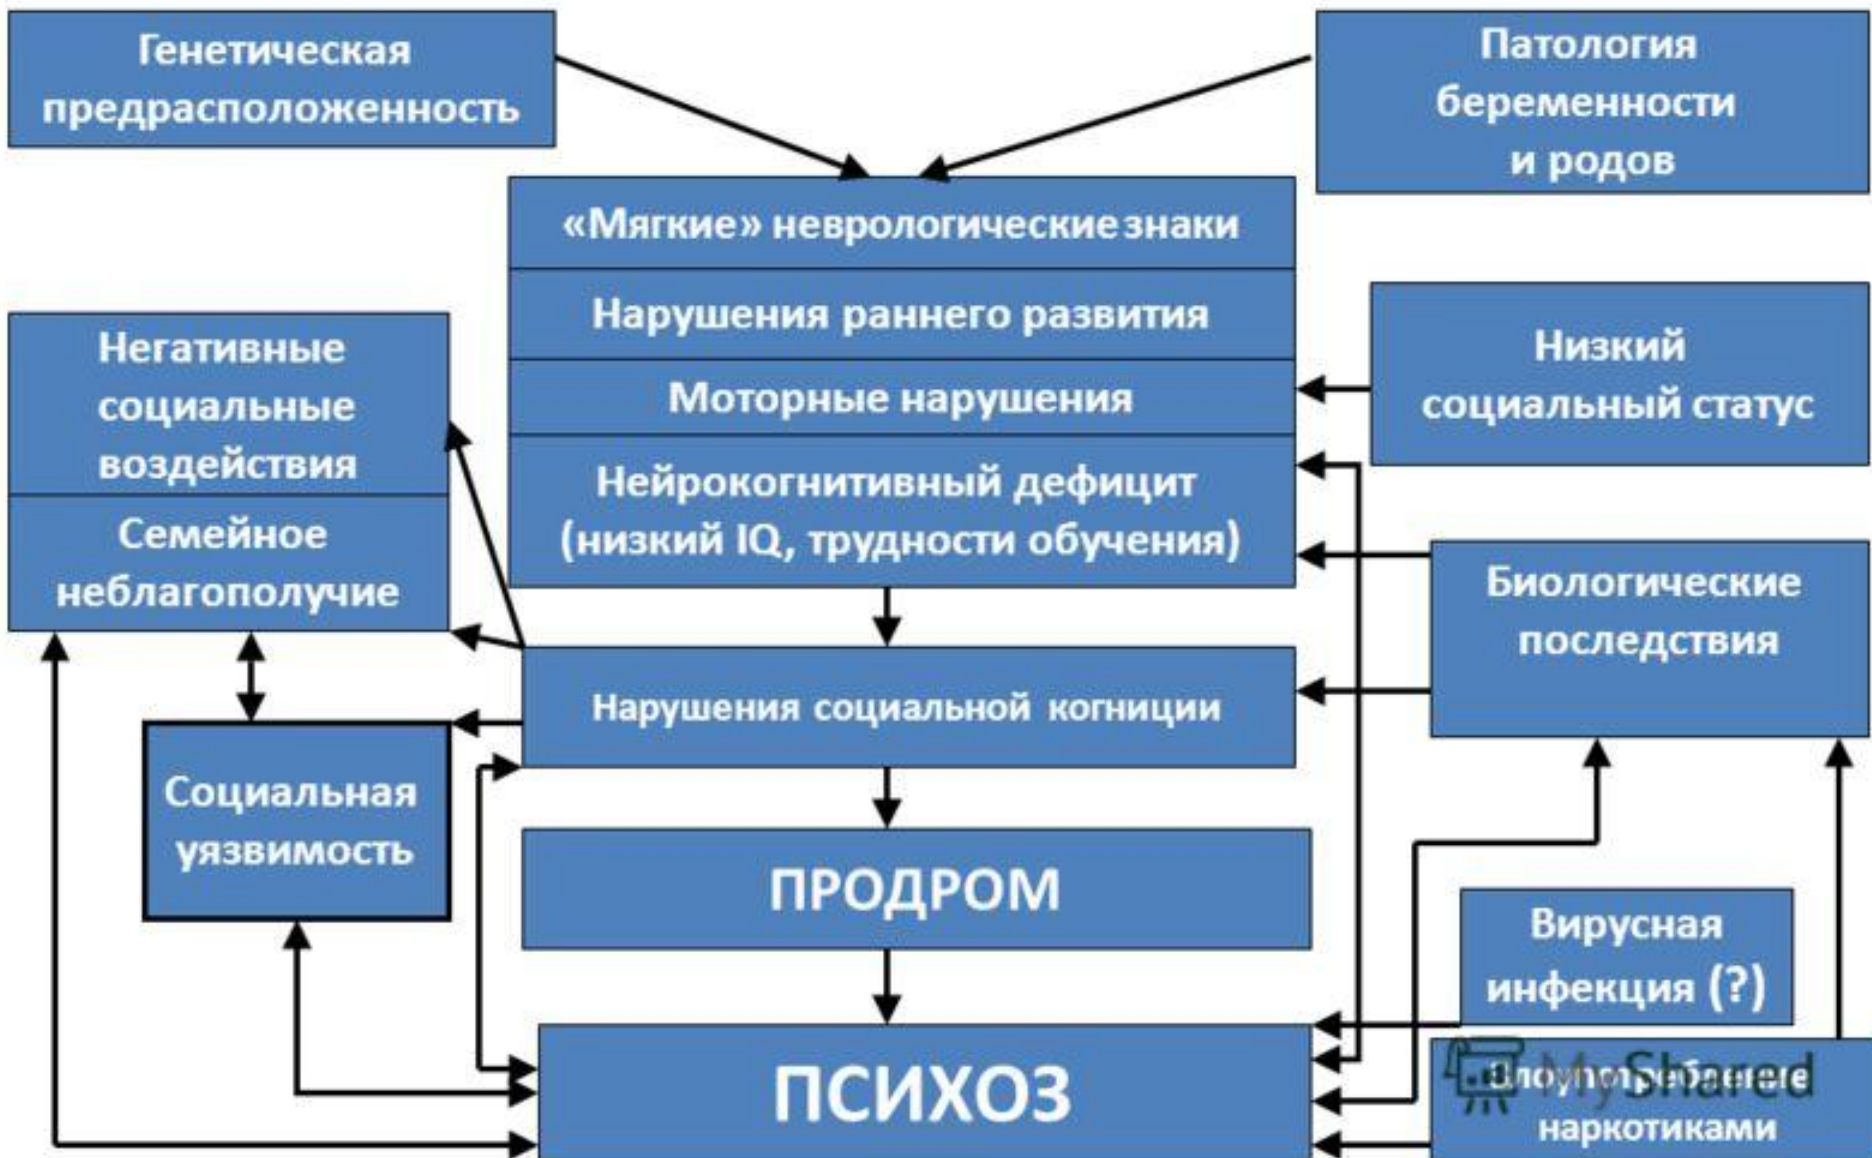 Генетическая
предрасположенность
Патология
беременности
и родов
«Мягкие» неврологические знаки
Нарушения раннего развития
Моторные нарушения
Нейрокогнитивный дефицит
(низкий IQ, трудности обучения)
Негативные
социальные
воздействия
Семейное
неблагополучие
Низкий
социальный статус
Биологические
последствия
Нарушения социальной когниции
Социальная
уязвимость
ПРОДРОМ
Вирусная
инфекция (?)
ПСИХОЗ
Злоупотребление
наркотиками
MyShared